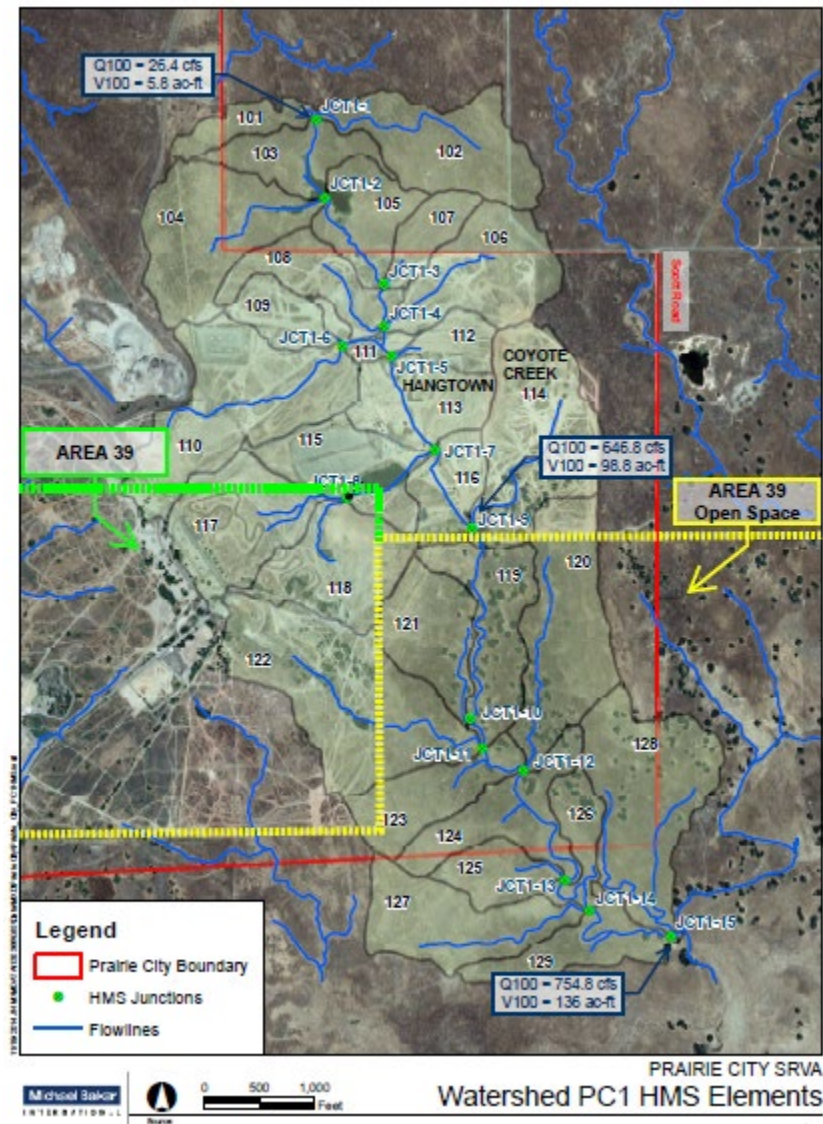 Q100 = 26.4 cfs
V100 = 5.8 ac-ft
JCT1-1
101
102
103
JCT1-2
105
107
104
106
108
JCT1-3
Scott Road
109
JCT1-4
112
JCT1-6
111
JCT1-5
COYOTE
CREEK
HANGTOWN
114
113
110
115
JCT1-7
AREA 39
Q100 = 646.8 cfs
V100 = 98.8 ac-ft
116
JCT1-8
AREA 39
Open Space
117
JCT1-9
119
120
118
121
122
JCT1-10
128
JCT1-11
JCT1-12
126
123
124
125
JCT1-13
127
JCT1-14
JCT1-15
129
Q100 = 754.8 cfs
V100 = 136 ac-ft
Legend
Prairie City Boundary
HMS Junctions
Flowlines
PRAIRIE CITY SRVA
Michael Baker
INTERNATIONAL
0 500 1,000
Feet
Watershed PC1 HMS Elements